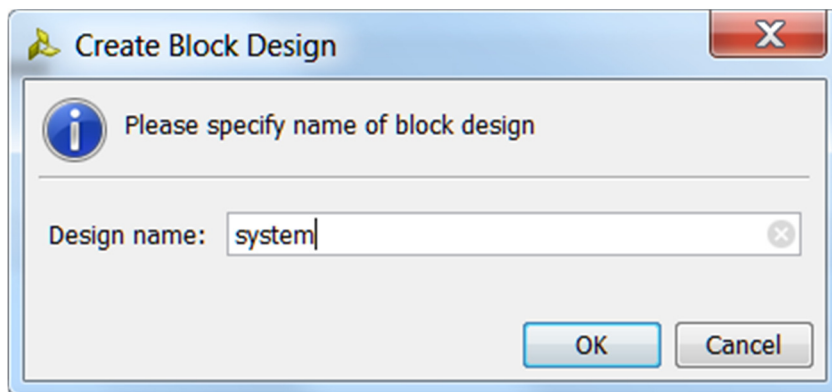 Create Block Design
Please specify name of block design
Design name: system
OK Cancel